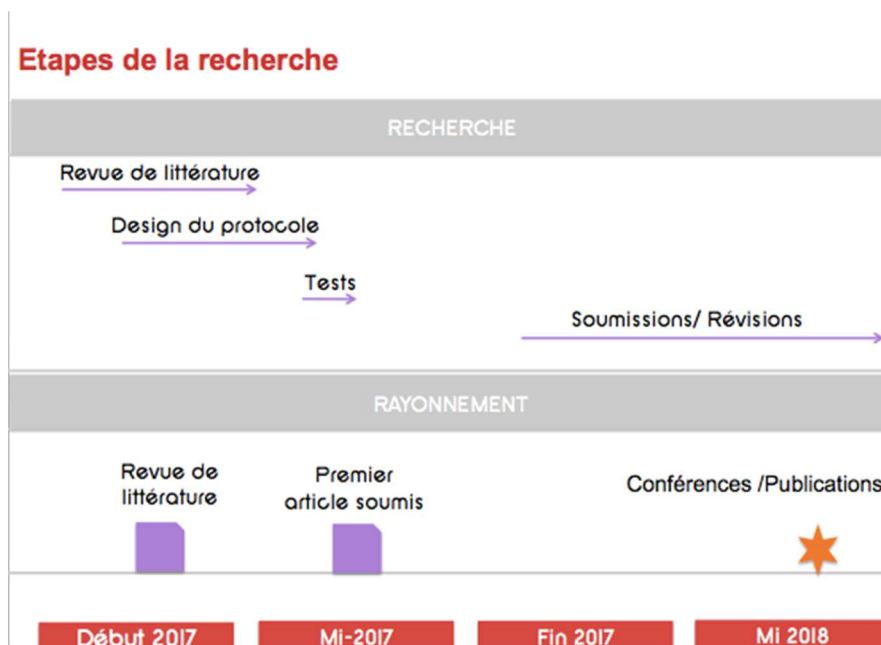 Etapes de la recherche
RECHERCHE
Revue de littérature
Design du protocole
Tests
Soumissions/ Révisions
RAYONNEMENT
Revue de
littérature
Premier
article soumis
Conférences /Publications
Début 2017
Mi-2017
Fin 2017
Mi 2018